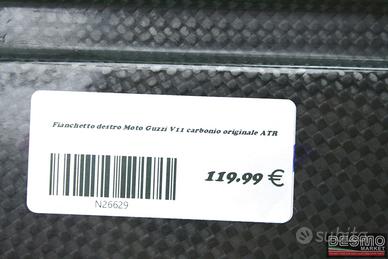 Fianchetto destro Moto Guzzi V11 carbonio originale ATR
119.99 €
N26629
subito
DESMO
MARKET